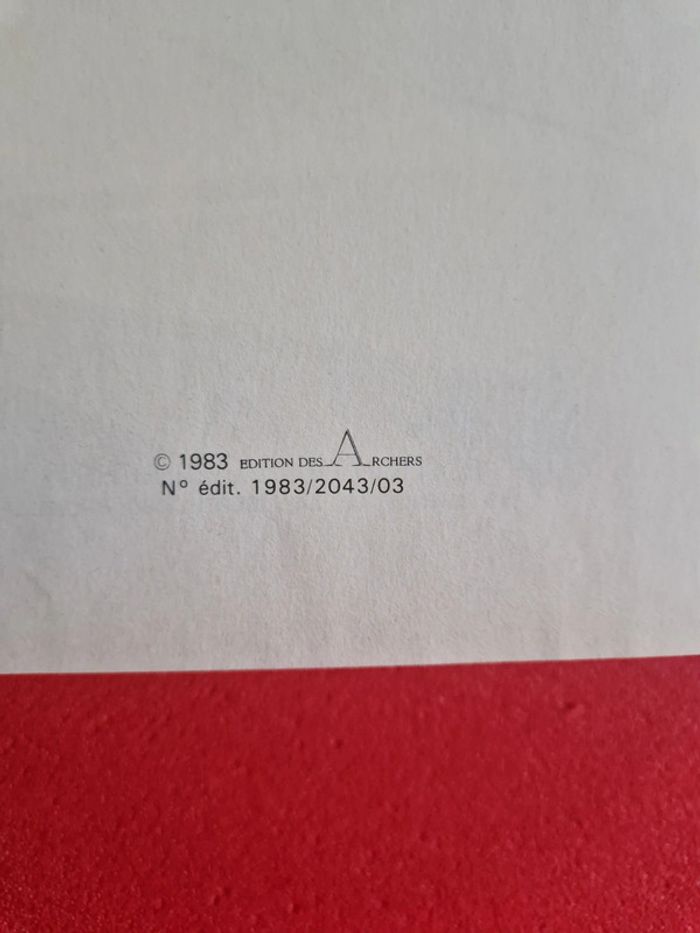 © 1983 EDITION DES ARCHERS
N° édit. 1983/2043/03